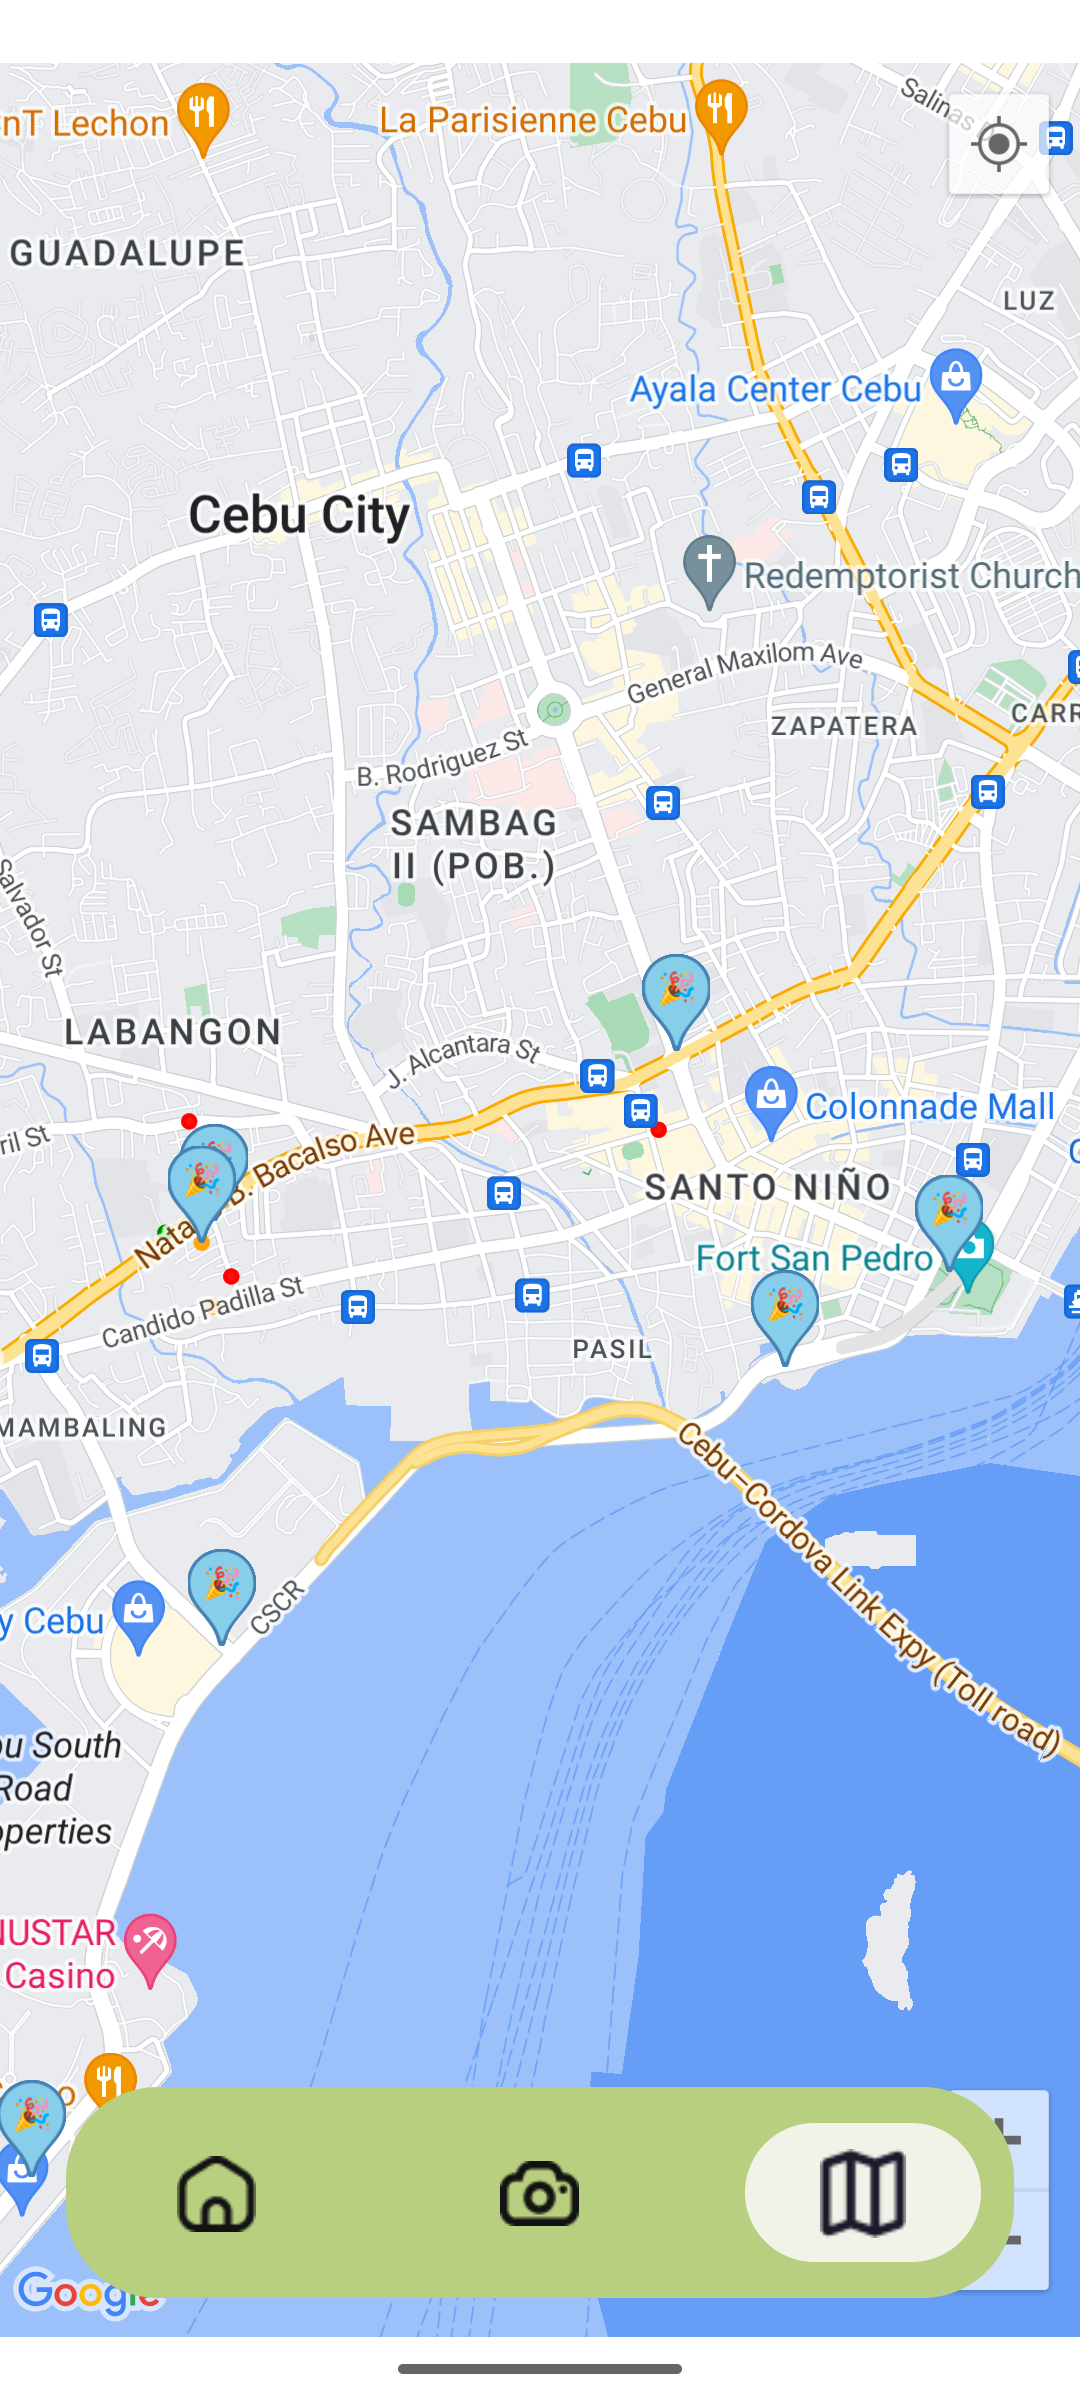 nT Lechon
La Parisienne Cebu
Salinas
GUADALUPE
LUZ
Ayala Center Cebu
Cebu City
Redemptorist Church
General Maxilom Ave
ZAPATERA
CARR
B. Rodriguez St
SAMBAG
II (POB.)
Salvador St
LABANGON
J. Alcantara St
Colonnade Mall
ril St
B. Bacalso Ave
Nata
SANTO NIÑO
Fort San Pedro
Candido Padilla St
PASIL
MAMBALING
Cebu-Cordova Link Expy (Toll road)
CSCR
y Cebu
bu South
Road
operties
NUSTAR
Casino
o
Google